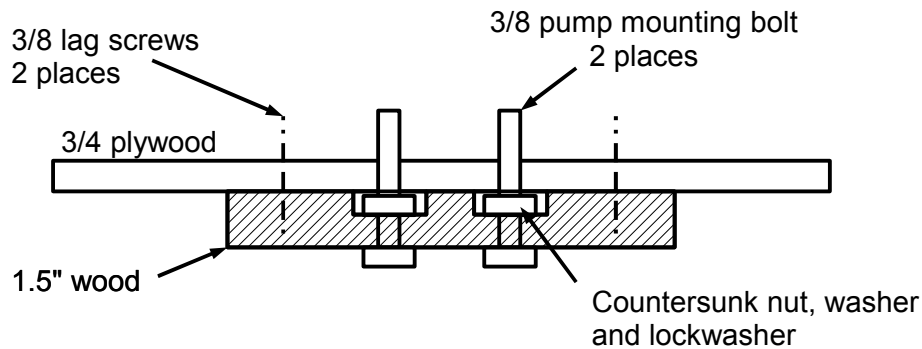 3/8 lag screws
2 places
3/8 pump mounting bolt
2 places
3/4 plywood
1.5" wood
Countersunk nut, washer
and lockwasher